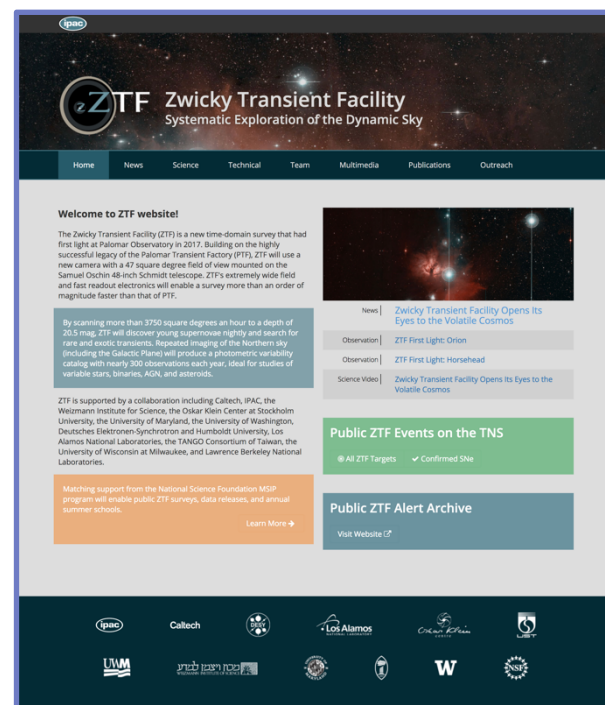 ipac
ZTF
Zwicky Transient Facility
Systematic Exploration of the Dynamic Sky
Home News Science Technical Team Multimedia Publications Outreach
Welcome to ZTF website!
The Zwicky Transient Facility (ZTF) is a new time-domain survey that had
first light at Palomar Observatory in 2017. Building on the highly
successful legacy of the Palomar Transient Factory (PTF), ZTF will use a
new camera with a 47 square degree field of view mounted on the
Samuel Oschin 48-inch Schmidt telescope. ZTF's extremely wide field
and fast readout electronics will enable a survey more than an order of
magnitude faster than that of PTF.
By scanning more than 3750 square degrees an hour to a depth of
20.5 mag, ZTF will discover young supernovae nightly and search for
rare and exotic transients. Repeated imaging of the Northern sky
(including the Galactic Plane) will produce a photometric variability
catalog with nearly 300 observations each year, ideal for studies of
variable stars, binaries, AGN, and asteroids.
ZTF is supported by a collaboration including Caltech, IPAC, the
Weizmann Institute for Science, the Oskar Klein Center at Stockholm
University, the University of Maryland, the University of Washington,
Deutsches Elektronen-Synchrotron and Humboldt University, Los
Alamos National Laboratories, the TANGO Consortium of Taiwan, the
University of Wisconsin at Milwaukee, and Lawrence Berkeley National
Laboratories.
Matching support from the National Science Foundation MSIP
program will enable public ZTF surveys, data releases, and annual
summer schools.
Learn More →
News Zwicky Transient Facility Opens Its
Eyes to the Volatile Cosmos
Observation ZTF First Light: Orion
Observation ZTF First Light: Horsehead
Science Video Zwicky Transient Facility Opens Its Eyes to the
Volatile Cosmos
Public ZTF Events on the TNS
All ZTF Targets ✓ Confirmed SNe
Public ZTF Alert Archive
Visit Website
ipac Caltech DESY Los Alamos Oskar Klein
NATIONAL LABORATORY CENTRE
UWM מכון ויצמן למדע W NSF
WEIZMANN INSTITUTE OF SCIENCE